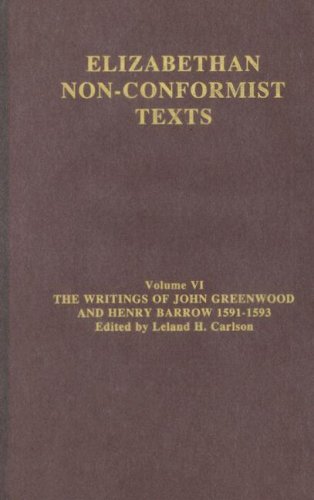 ELIZABETHAN
NON-CONFORMIST
TEXTS
Volume VI
THE WRITINGS OF JOHN GREENWOOD
AND HENRY BARROW 1591-1593
Edited by Leland H. Carlson